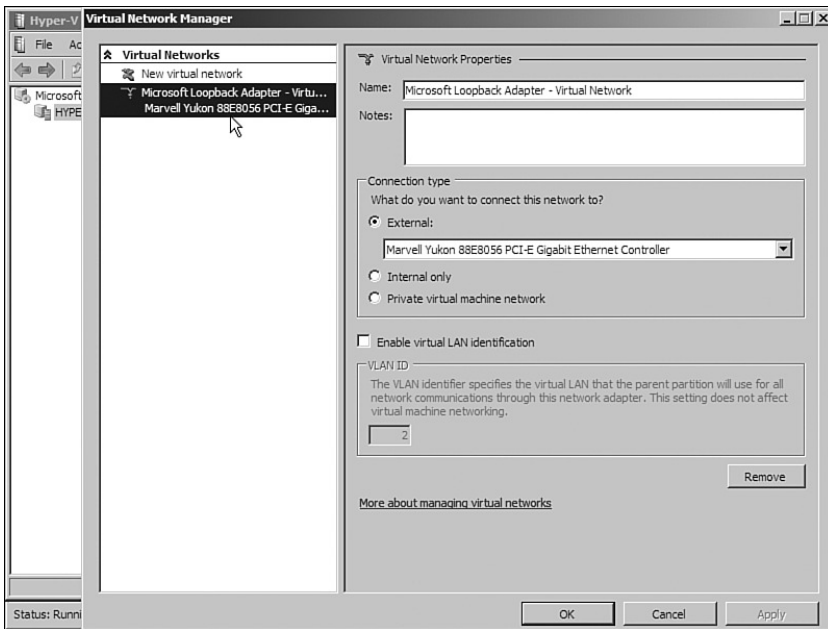 Hyper-V
Virtual Network Manager
File
Ac
Microsoft
HYPE
Virtual Networks
New virtual network
Microsoft Loopback Adapter - Virtu...
Marvell Yukon 88E8056 PCI-E Giga...
Virtual Network Properties
Name:
Microsoft Loopback Adapter - Virtual Network
Notes:
Connection type
What do you want to connect this network to?
External:
Marvell Yukon 88E8056 PCI-E Gigabit Ethernet Controller
Internal only
Private virtual machine network
Enable virtual LAN identification
VLAN ID
The VLAN identifier specifies the virtual LAN that the parent partition will use for all
network communications through this network adapter. This setting does not affect
virtual machine networking.
2
Remove
More about managing virtual networks
Status: Runni
OK
Cancel
Apply